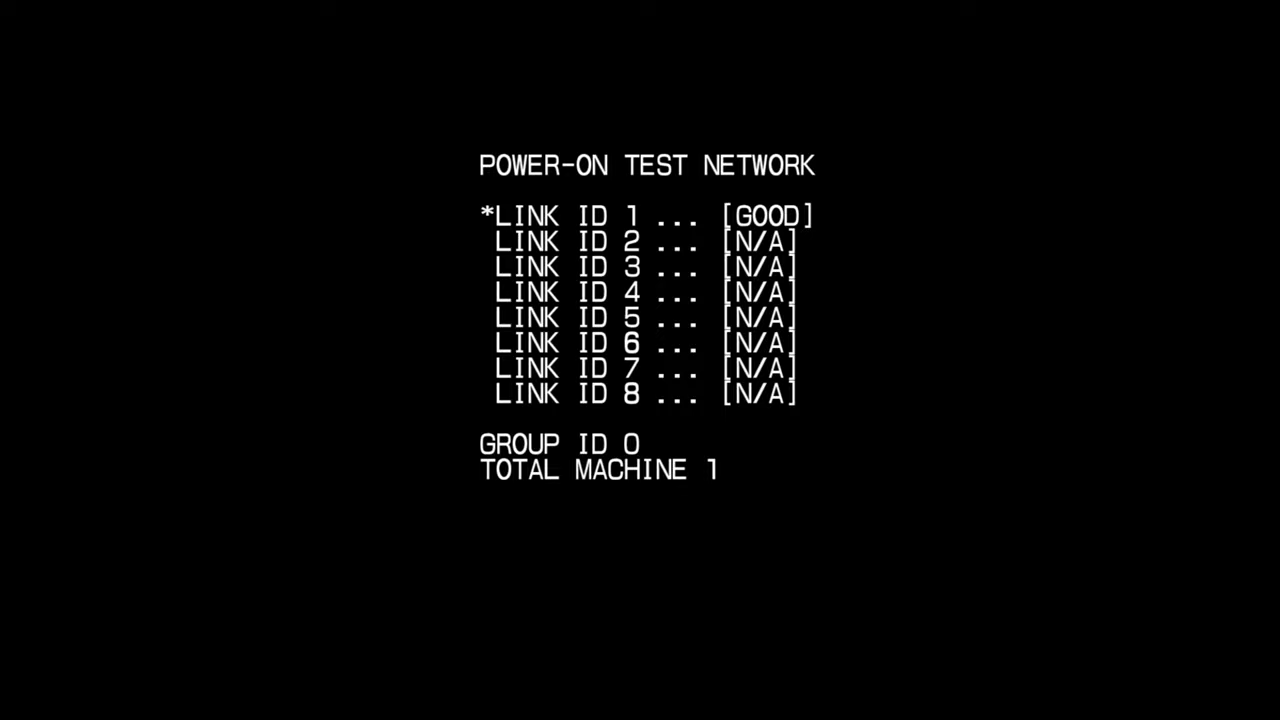 POWER-ON TEST NETWORK
*LINK ID 1 ... [GOOD]
LINK ID 2 ... [N/A]
LINK ID 3 ... [N/A]
LINK ID 4 ... [N/A]
LINK ID 5 ... [N/A]
LINK ID 6 ... [N/A]
LINK ID 7 ... [N/A]
LINK ID 8 ... [N/A]
GROUP ID 0
TOTAL MACHINE 1